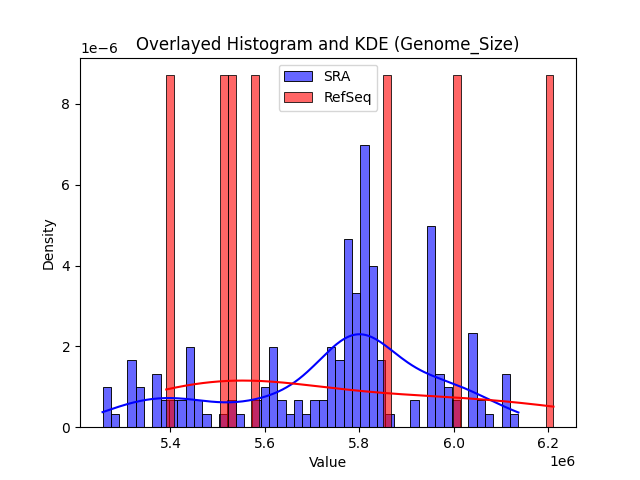 Overlayed Histogram and KDE (Genome_Size)
1e−6
SRA
RefSeq
8
6
4
2
0
Density
5.4 5.6 5.8 6.0 6.2
Value
1e6